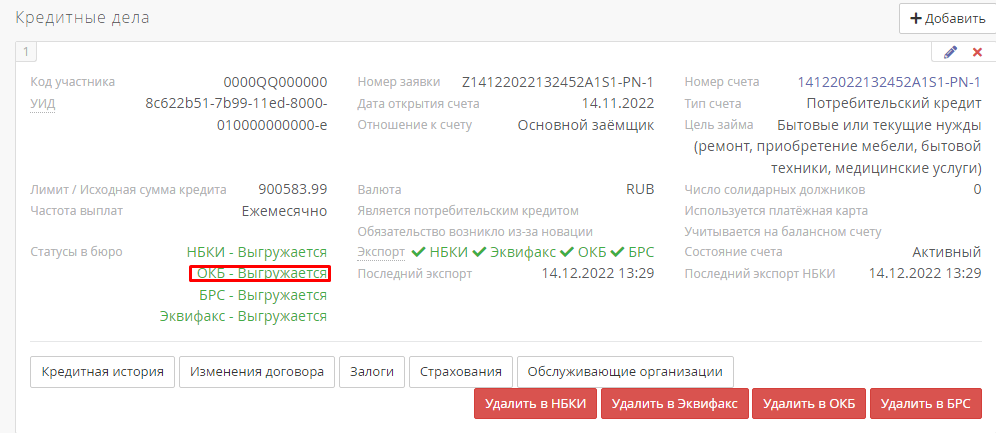 Кредитные дела
Добавить
1
Код участника 0000QQ000000 Номер заявки Z14122022132452A1S1-PN-1 Номер счета 14122022132452A1S1-PN-1
УИД 8c622b51-7b99-11ed-8000- Дата открытия счета 14.11.2022 Тип счета Потребительский кредит
010000000000-e Отношение к счету Основной заёмщик Цель займа Бытовые или текущие нужды
(ремонт, приобретение мебели, бытовой
техники, медицинские услуги)
Лимит / Исходная сумма кредита 900583.99 Валюта RUB Число солидарных должников 0
Частота выплат Ежемесячно Является потребительским кредитом Используется платёжная карта
Обязательство возникло из-за новации Учитывается на балансном счету
Статусы в бюро НБКИ - Выгружается Экспорт НБКИ Эквифакс ОКБ БРС Состояние счета Активный
ОКБ - Выгружается Последний экспорт 14.12.2022 13:29 Последний экспорт НБКИ 14.12.2022 13:29
БРС - Выгружается
Эквифакс - Выгружается
Кредитная история Изменения договора Залоги Страхования Обслуживающие организации
Удалить в НБКИ Удалить в Эквифакс Удалить в ОКБ Удалить в БРС